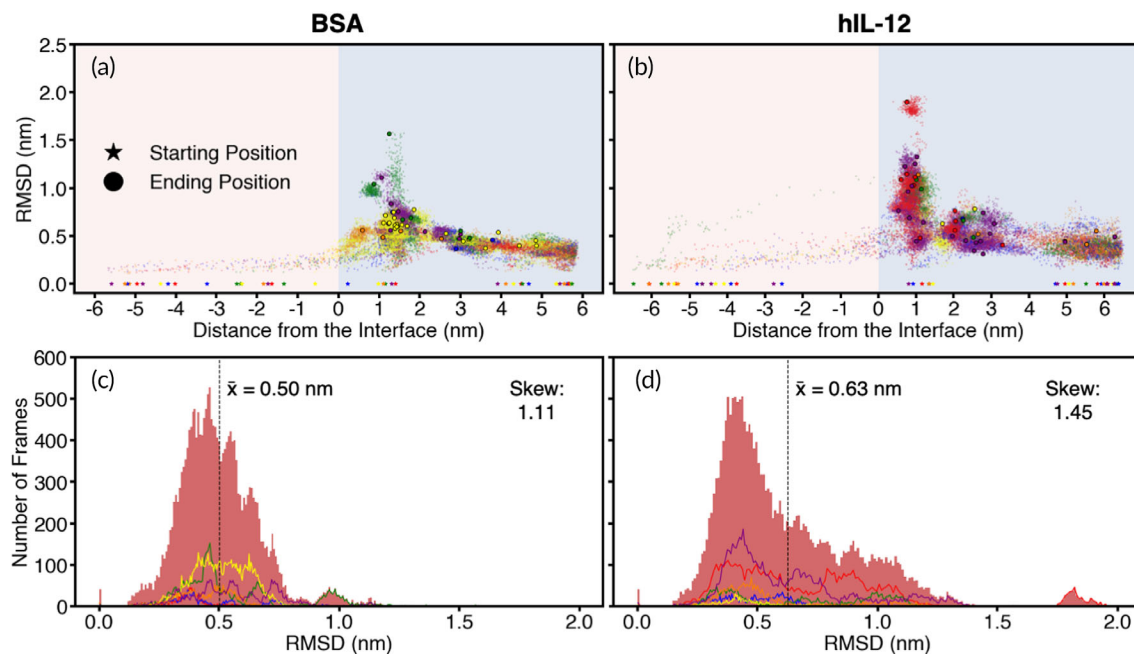 BSA
hIL-12
(a)
(b)
2.5
2.0
1.5
1.0
0.5
0.0
RMSD (nm)
★ Starting Position
● Ending Position
-6 -5 -4 -3 -2 -1 0 1 2 3 4 5 6
-6 -5 -4 -3 -2 -1 0 1 2 3 4 5 6
Distance from the Interface (nm)
Distance from the Interface (nm)
(c)
(d)
600
500
400
300
200
100
0
Number of Frames
x̄ = 0.50 nm
Skew:
1.11
x̄ = 0.63 nm
Skew:
1.45
0.0 0.5 1.0 1.5 2.0
0.0 0.5 1.0 1.5 2.0
RMSD (nm)
RMSD (nm)